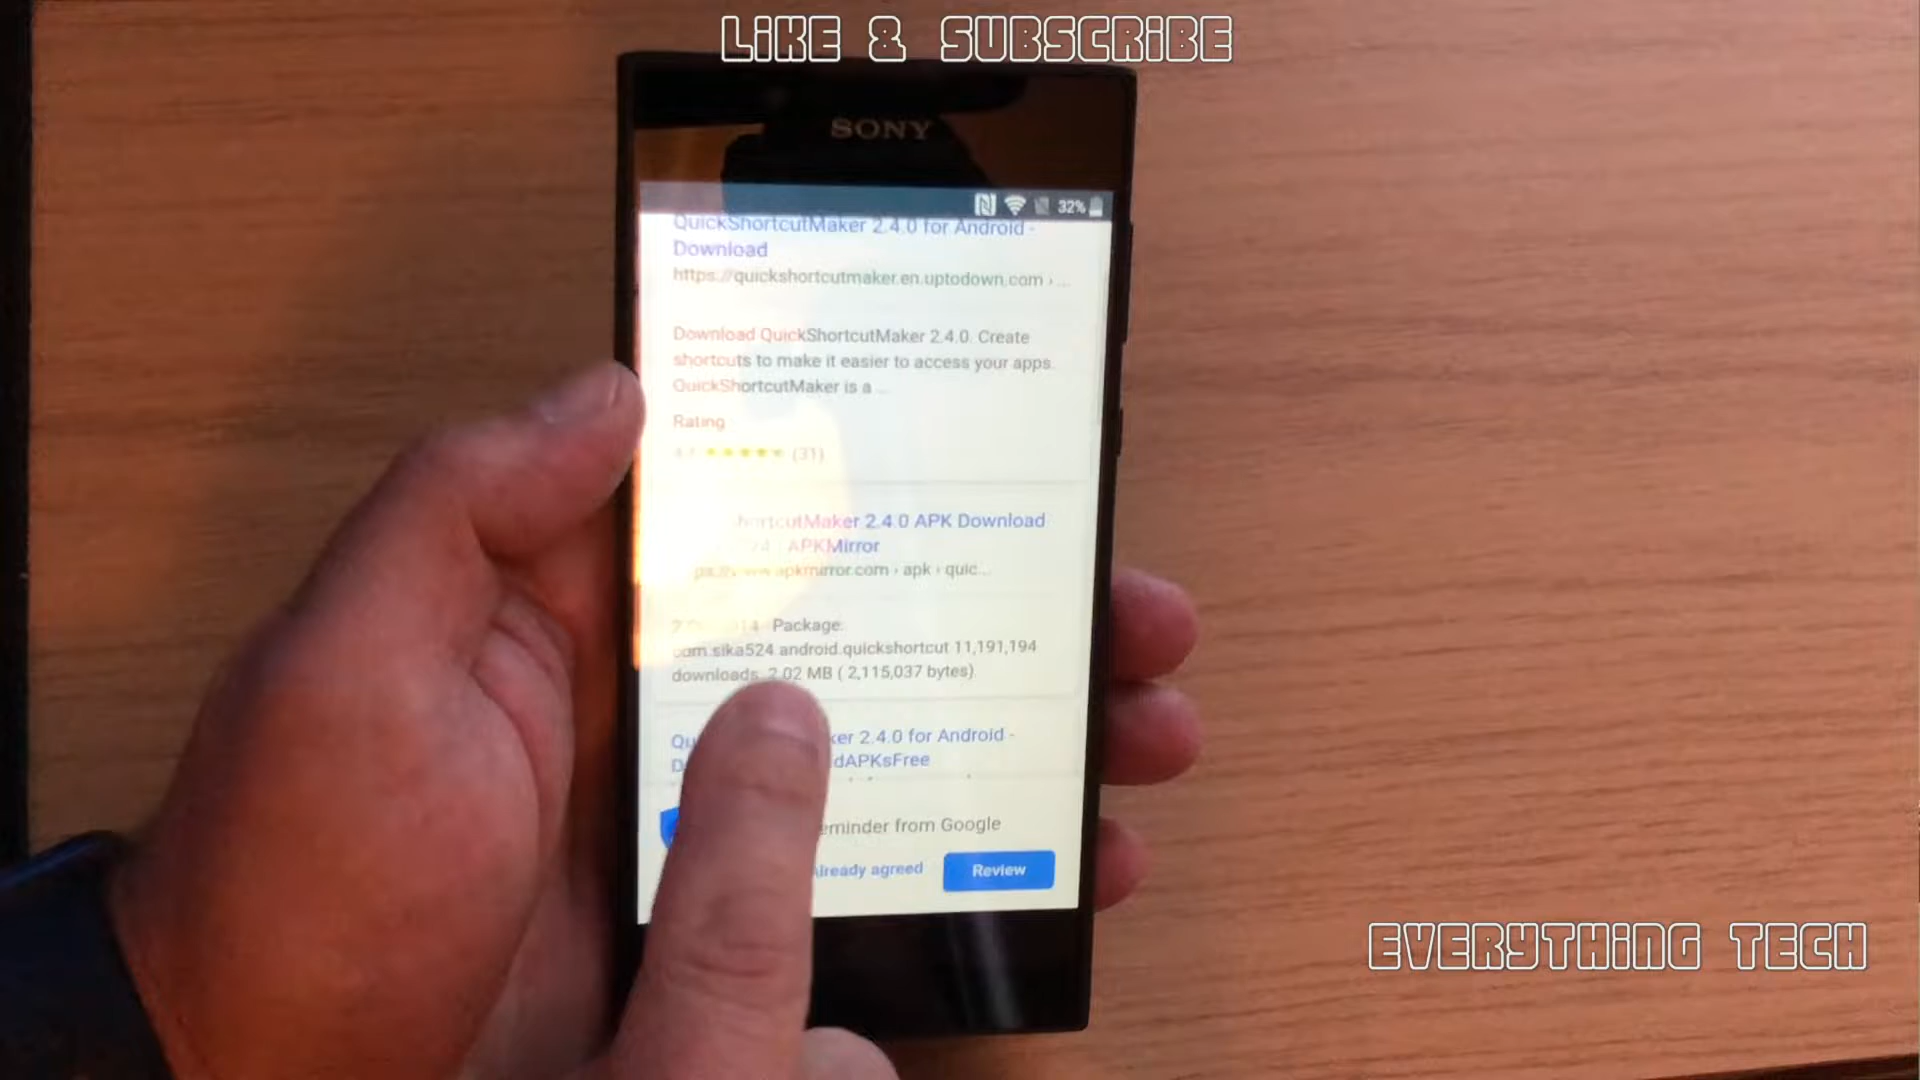 LIKE & SUBSCRIBE
SONY
32%
QuickShortcutMaker 2.4.0 for Android -
Download
https://quickshortcutmaker.en.uptodown.com › ...
Download QuickShortcutMaker 2.4.0. Create
shortcuts to make it easier to access your apps.
QuickShortcutMaker is a ...
Rating
(31)
hortcutMaker 2.4.0 APK Download
APKMirror
apkmirror.com › apk › quic...
Package:
com.sika524.android.quickshortcut 11,191,194
downloads. 2.02 MB ( 2,115,037 bytes).
ker 2.4.0 for Android -
dAPKsFree
eminder from Google
Already agreed
Review
EVERYTHING TECH